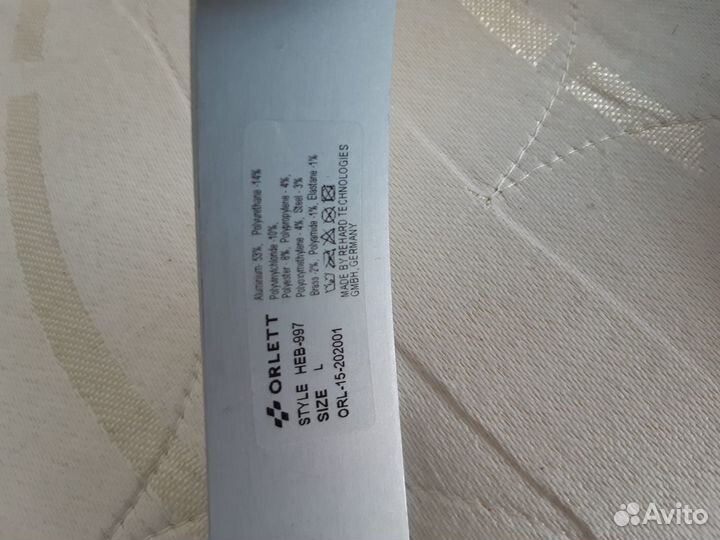 ORLETT
STYLE HEB-997
SIZE L
ORL-15-202001
Aluminium 53%, Polyurethane -14%
Polyvinylchloride -10%,
Polyester 8%, Polypropylene - 4%,
Polyoxymethylene - 4%, Steel - 3%
Brass 2%, Polyamide -1%, Elastane -1%
MADE BY REHARD TECHNOLOGIES
GMBH, GERMANY
Avito